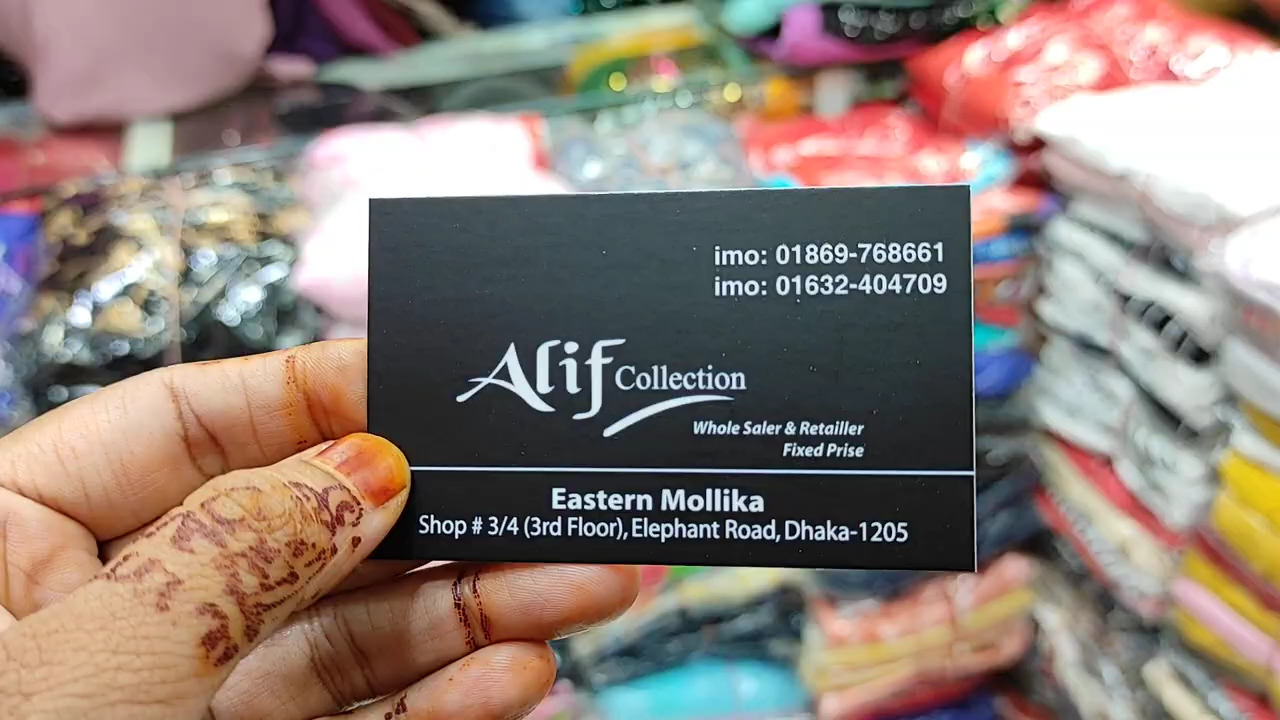 imo: 01869-768661
imo: 01632-404709
Alif Collection
Whole Saler & Retailler
Fixed Prise
Eastern Mollika
Shop # 3/4 (3rd Floor), Elephant Road, Dhaka-1205